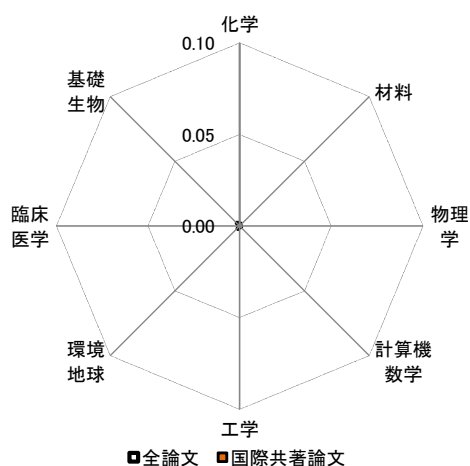 化学
0.10
基礎
生物
材料
0.05
臨床
医学
0.00
物理
学
環境
地球
計算機
数学
工学
全論文 国際共著論文